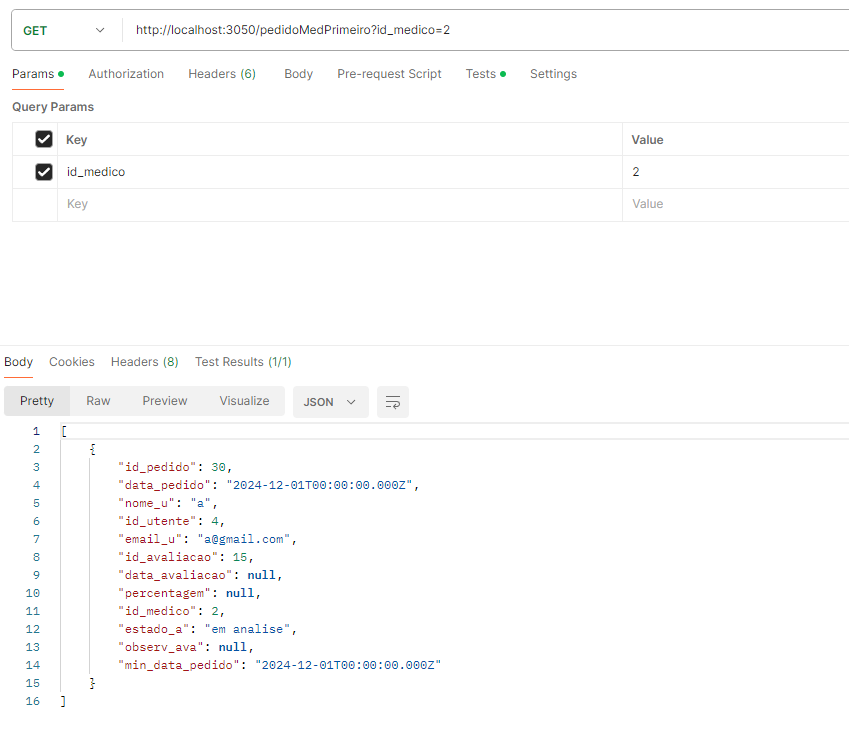 GET http://localhost:3050/pedidoMedPrimeiro?id_medico=2
Params Authorization Headers (6) Body Pre-request Script Tests Settings
Query Params
Key Value
id_medico 2
Key Value
Body Cookies Headers (8) Test Results (1/1)
Pretty Raw Preview Visualize JSON
1 [
2 {
3 "id_pedido": 30,
4 "data_pedido": "2024-12-01T00:00:00.000Z",
5 "nome_u": "a",
6 "id_utente": 4,
7 "email_u": "a@gmail.com",
8 "id_avaliacao": 15,
9 "data_avaliacao": null,
10 "percentagem": null,
11 "id_medico": 2,
12 "estado_a": "em analise",
13 "observ_ava": null,
14 "min_data_pedido": "2024-12-01T00:00:00.000Z"
15 }
16 ]